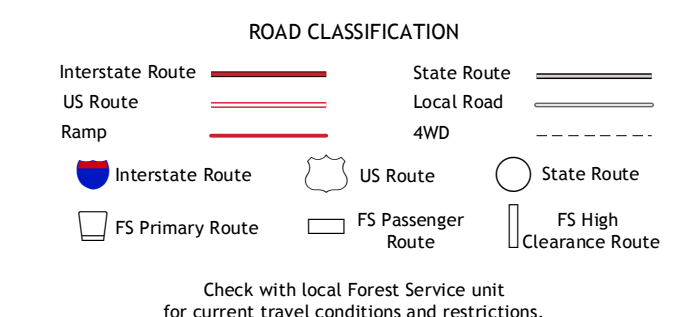 ROAD CLASSIFICATION
Interstate Route
State Route
US Route
Local Road
Ramp
4WD
Interstate Route
US Route
State Route
FS Primary Route
FS Passenger
Route
FS High
Clearance Route
Check with local Forest Service unit
for current travel conditions and restrictions.